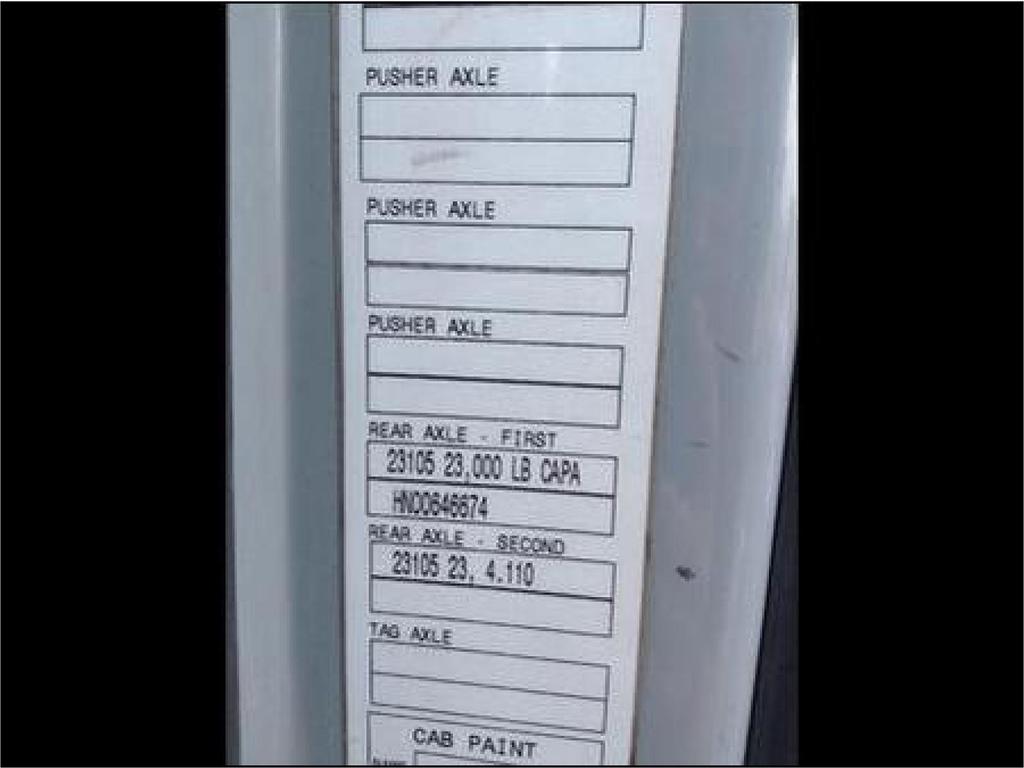 PUSHER AXLE
PUSHER AXLE
PUSHER AXLE
REAR AXLE - FIRST
23105 23,000 LB CAPA
HN00646674
REAR AXLE - SECOND
23105 23, 4.110
TAG AXLE
CAB PAINT